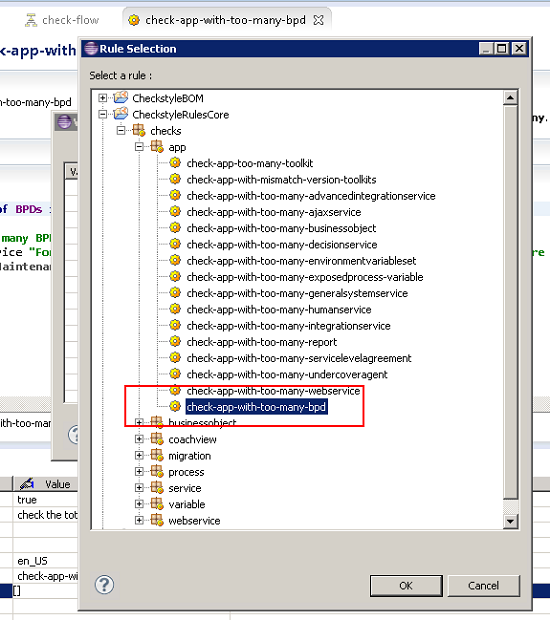 check-flow
check-app-with-too-many-bpd
ck-app-with
Rule Selection
Select a rule :
h-too-many-bpd
CheckstyleBOM
CheckstyleRulesCore
checks
app
check-app-too-many-toolkit
check-app-with-mismatch-version-toolkits
check-app-with-too-many-advancedintegrationservice
of BPDs
check-app-with-too-many-ajaxservice
check-app-with-too-many-businessobject
many BP
check-app-with-too-many-decisionservice
vice "Fo
re
check-app-with-too-many-environmentvariableset
Maintenan
check-app-with-too-many-exposedprocess-variable
check-app-with-too-many-generalsystemservice
check-app-with-too-many-humanservice
check-app-with-too-many-integrationservice
check-app-with-too-many-report
check-app-with-too-many-servicelevelagreement
check-app-with-too-many-undercoveragent
check-app-with-too-many-webservice
check-app-with-too-many-bpd
businessobject
with-too-many
coachview
migration
process
Value
service
true
variable
check the tot
webservice
en_US
check-app-wi
[]
?
OK
Cancel